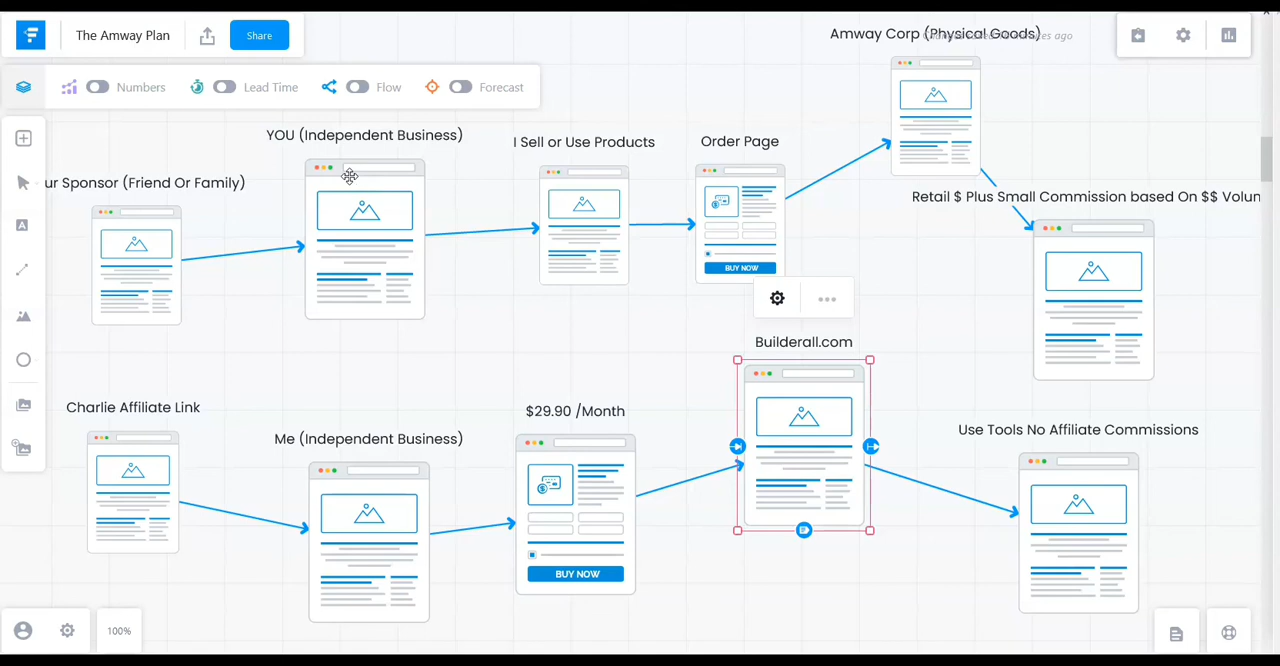 The Amway Plan
Share
Amway Corp (Physical Goods)
Numbers
Lead Time
Flow
Forecast
YOU (Independent Business)
I Sell or Use Products
Order Page
ur Sponsor (Friend Or Family)
Retail $ Plus Small Commission based On $$ Volun
BUY NOW
Builderall.com
Charlie Affiliate Link
Me (Independent Business)
$29.90 /Month
Use Tools No Affiliate Commissions
BUY NOW
100%